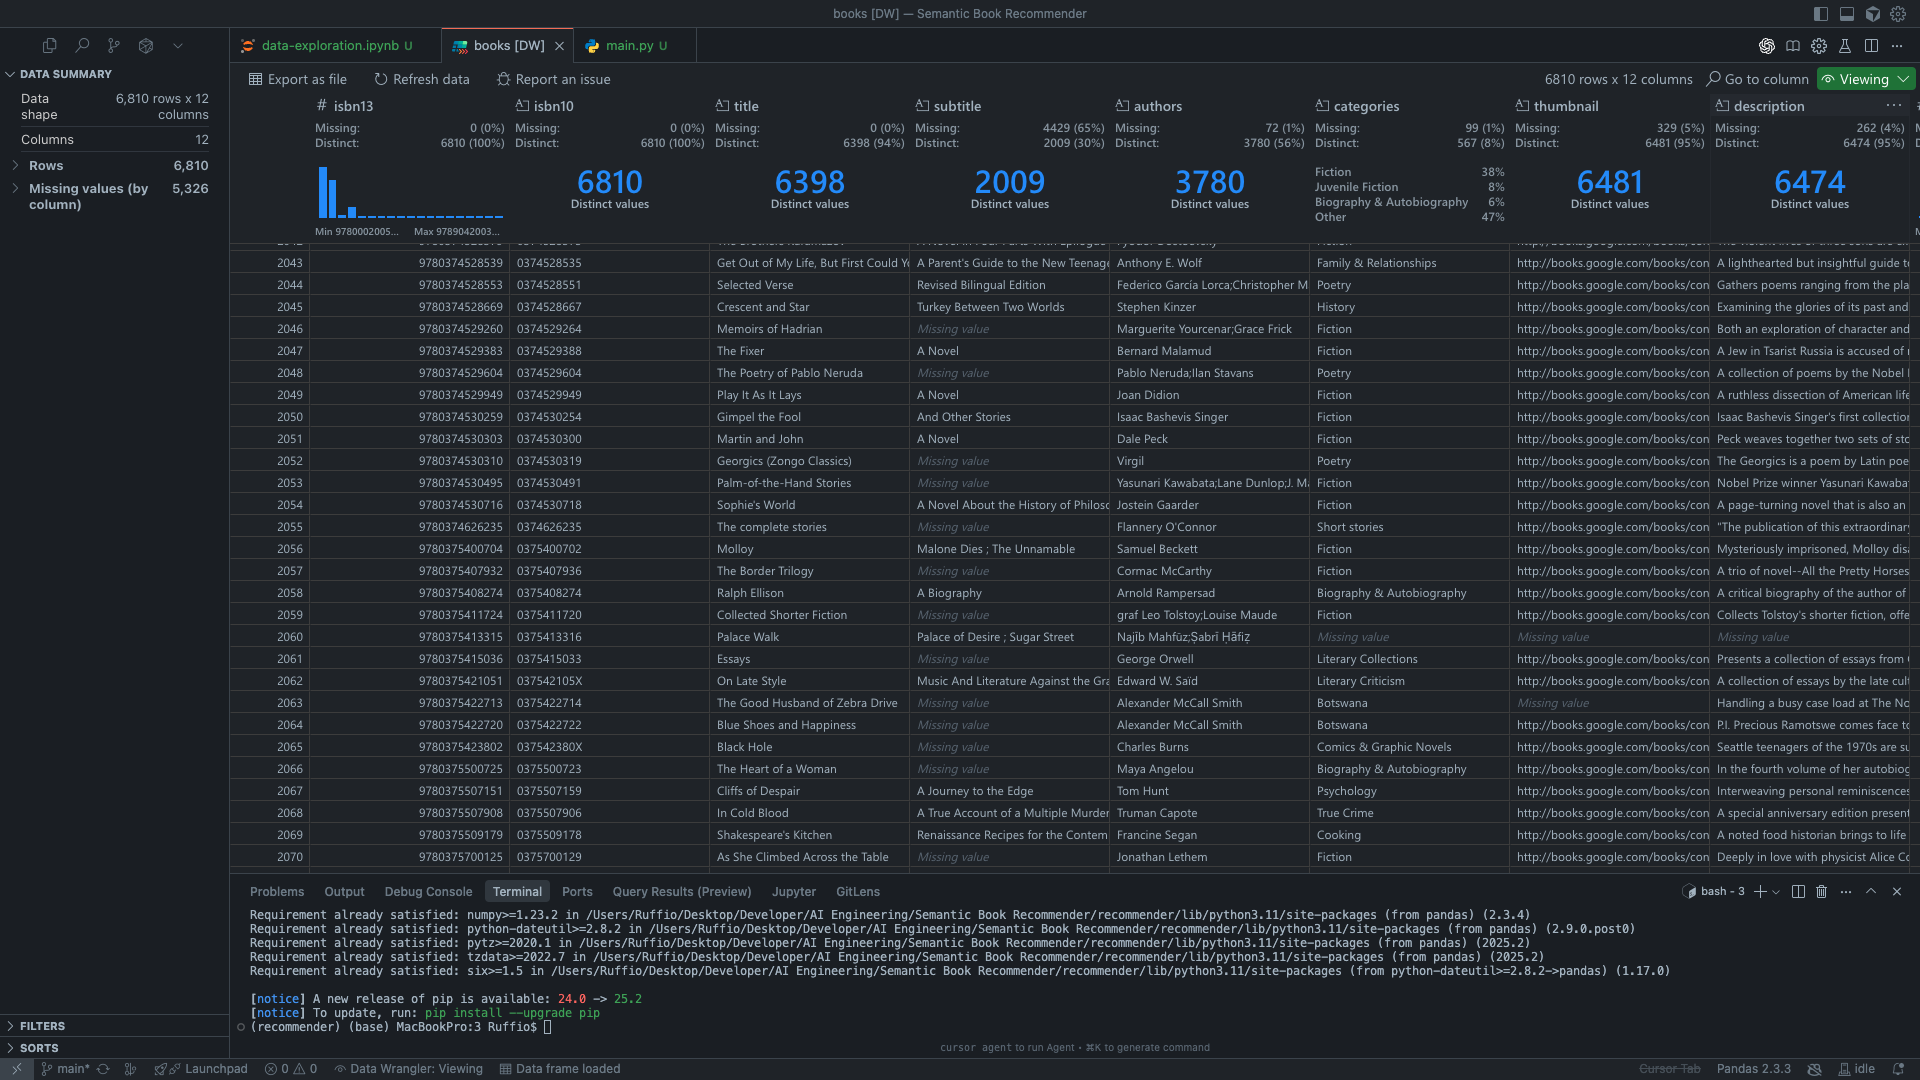 books [DW] — Semantic Book Recommender
data-exploration.ipynb U
books [DW]
main.py U
DATA SUMMARY
Data shape 6,810 rows x 12 columns
Columns 12
Rows 6,810
Missing values (by column) 5,326
FILTERS
SORTS
Export as file Refresh data Report an issue 6810 rows x 12 columns Go to column Viewing
# isbn13 isbn10 title subtitle authors categories thumbnail description
Missing: 0 (0%) Missing: 0 (0%) Missing: 0 (0%) Missing: 4429 (65%) Missing: 72 (1%) Missing: 99 (1%) Missing: 329 (5%) Missing: 262 (4%)
Distinct: 6810 (100%) Distinct: 6810 (100%) Distinct: 6398 (94%) Distinct: 2009 (30%) Distinct: 3780 (56%) Distinct: 567 (8%) Distinct: 6481 (95%) Distinct: 6474 (95%)
Min 9780002005... Max 9789042003...
6810 Distinct values
6398 Distinct values
2009 Distinct values
3780 Distinct values
Fiction 38%
Juvenile Fiction 8%
Biography & Autobiography 6%
Other 47%
6481 Distinct values
6474 Distinct values
2043 9780374528539 0374528535 Get Out of My Life, But First Could Yo A Parent's Guide to the New Teenage Anthony E. Wolf Family & Relationships http://books.google.com/books/con A lighthearted but insightful guide to
2044 9780374528553 0374528551 Selected Verse Revised Bilingual Edition Federico García Lorca;Christopher M Poetry http://books.google.com/books/con Gathers poems ranging from the pla
2045 9780374528669 0374528667 Crescent and Star Turkey Between Two Worlds Stephen Kinzer History http://books.google.com/books/con Examining the glories of its past and
2046 9780374529260 0374529264 Memoirs of Hadrian Missing value Marguerite Yourcenar;Grace Frick Fiction http://books.google.com/books/con Both an exploration of character and
2047 9780374529383 0374529388 The Fixer A Novel Bernard Malamud Fiction http://books.google.com/books/con A Jew in Tsarist Russia is accused of
2048 9780374529604 0374529604 The Poetry of Pablo Neruda Missing value Pablo Neruda;Ilan Stavans Poetry http://books.google.com/books/con A collection of poems by the Nobel
2049 9780374529949 0374529949 Play It As It Lays A Novel Joan Didion Fiction http://books.google.com/books/con A ruthless dissection of American life
2050 9780374530259 0374530254 Gimpel the Fool And Other Stories Isaac Bashevis Singer Fiction http://books.google.com/books/con Isaac Bashevis Singer's first collection
2051 9780374530303 0374530300 Martin and John A Novel Dale Peck Fiction http://books.google.com/books/con Peck weaves together two sets of sto
2052 9780374530310 0374530319 Georgics (Zongo Classics) Missing value Virgil Poetry http://books.google.com/books/con The Georgics is a poem by Latin poe
2053 9780374530495 0374530491 Palm-of-the-Hand Stories Missing value Yasunari Kawabata;Lane Dunlop;J. Ma Fiction http://books.google.com/books/con Nobel Prize winner Yasunari Kawaba
2054 9780374530716 0374530718 Sophie's World A Novel About the History of Philoso Jostein Gaarder Fiction http://books.google.com/books/con A page-turning novel that is also an
2055 9780374626235 0374626235 The complete stories Missing value Flannery O'Connor Short stories http://books.google.com/books/con "The publication of this extraordinary
2056 9780375400704 0375400702 Molloy Malone Dies ; The Unnamable Samuel Beckett Fiction http://books.google.com/books/con Mysteriously imprisoned, Molloy disa
2057 9780375407932 0375407936 The Border Trilogy Missing value Cormac McCarthy Fiction http://books.google.com/books/con A trio of novel--All the Pretty Horses
2058 9780375408274 0375408274 Ralph Ellison A Biography Arnold Rampersad Biography & Autobiography http://books.google.com/books/con A critical biography of the author of
2059 9780375411724 0375411720 Collected Shorter Fiction Missing value graf Leo Tolstoy;Louise Maude Fiction http://books.google.com/books/con Collects Tolstoy's shorter fiction, offe
2060 9780375413315 0375413316 Palace Walk Palace of Desire ; Sugar Street Najīb Maḥfūz;Ṣabrī Ḥāfiẓ Missing value Missing value Missing value
2061 9780375415036 0375415033 Essays Missing value George Orwell Literary Collections http://books.google.com/books/con Presents a collection of essays from
2062 9780375421051 037542105X On Late Style Music And Literature Against the Gra Edward W. Saïd Literary Criticism http://books.google.com/books/con A collection of essays by the late cul
2063 9780375422713 0375422714 The Good Husband of Zebra Drive Missing value Alexander McCall Smith Botswana Missing value Handling a busy case load at The No
2064 9780375422720 0375422722 Blue Shoes and Happiness Missing value Alexander McCall Smith Botswana http://books.google.com/books/con P.I. Precious Ramotswe comes face to
2065 9780375423802 037542380X Black Hole Missing value Charles Burns Comics & Graphic Novels http://books.google.com/books/con Seattle teenagers of the 1970s are su
2066 9780375500725 0375500723 The Heart of a Woman Missing value Maya Angelou Biography & Autobiography http://books.google.com/books/con In the fourth volume of her autobiog
2067 9780375507151 0375507159 Cliffs of Despair A Journey to the Edge Tom Hunt Psychology http://books.google.com/books/con Interweaving personal reminiscences
2068 9780375507908 0375507906 In Cold Blood A True Account of a Multiple Murder Truman Capote True Crime http://books.google.com/books/con A special anniversary edition present
2069 9780375509179 0375509178 Shakespeare's Kitchen Renaissance Recipes for the Contem Francine Segan Cooking http://books.google.com/books/con A noted food historian brings to life
2070 9780375700125 0375700129 As She Climbed Across the Table Missing value Jonathan Lethem Fiction http://books.google.com/books/con Deeply in love with physicist Alice Co
Problems Output Debug Console Terminal Ports Query Results (Preview) Jupyter GitLens bash - 3
Requirement already satisfied: numpy>=1.23.2 in /Users/Ruffio/Desktop/Developer/AI Engineering/Semantic Book Recommender/recommender/lib/python3.11/site-packages (from pandas) (2.3.4)
Requirement already satisfied: python-dateutil>=2.8.2 in /Users/Ruffio/Desktop/Developer/AI Engineering/Semantic Book Recommender/recommender/lib/python3.11/site-packages (from pandas) (2.9.0.post0)
Requirement already satisfied: pytz>=2020.1 in /Users/Ruffio/Desktop/Developer/AI Engineering/Semantic Book Recommender/recommender/lib/python3.11/site-packages (from pandas) (2025.2)
Requirement already satisfied: tzdata>=2022.7 in /Users/Ruffio/Desktop/Developer/AI Engineering/Semantic Book Recommender/recommender/lib/python3.11/site-packages (from pandas) (2025.2)
Requirement already satisfied: six>=1.5 in /Users/Ruffio/Desktop/Developer/AI Engineering/Semantic Book Recommender/recommender/lib/python3.11/site-packages (from python-dateutil>=2.8.2->pandas) (1.17.0)
[notice] A new release of pip is available: 24.0 -> 25.2
[notice] To update, run: pip install --upgrade pip
(recommender) (base) MacBookPro:3 Ruffio$
cursor agent to run Agent • ⌘K to generate command
main* Launchpad 0 0 Data Wrangler: Viewing Data frame loaded Cursor Tab Pandas 2.3.3 idle